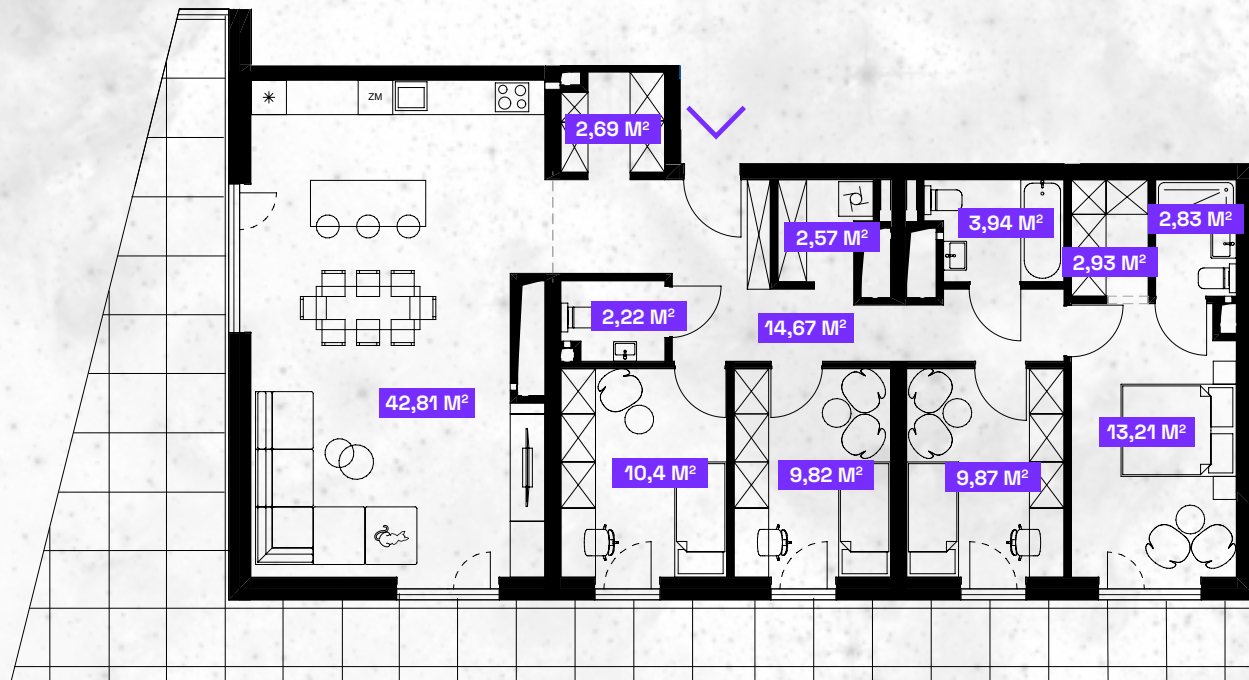 ZM
2,69 M²
2,57 M²
3,94 M²
2,83 M²
2,93 M²
2,22 M²
14,67 M²
42,81 M²
13,21 M²
10,4 M²
9,82 M²
9,87 M²